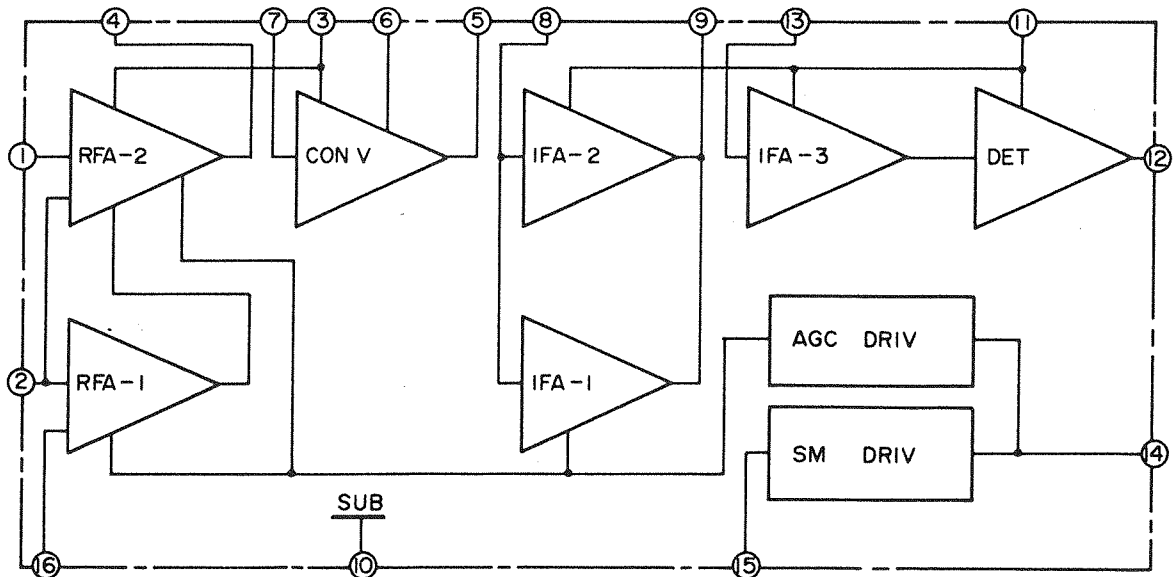 4 7 3 6 5 8 9 13 11
1 RFA-2 CONV IFA-2 IFA-3 DET 12
AGC DRIV
2 RFA-1 IFA-1
SM DRIV 14
SUB
16 10 15